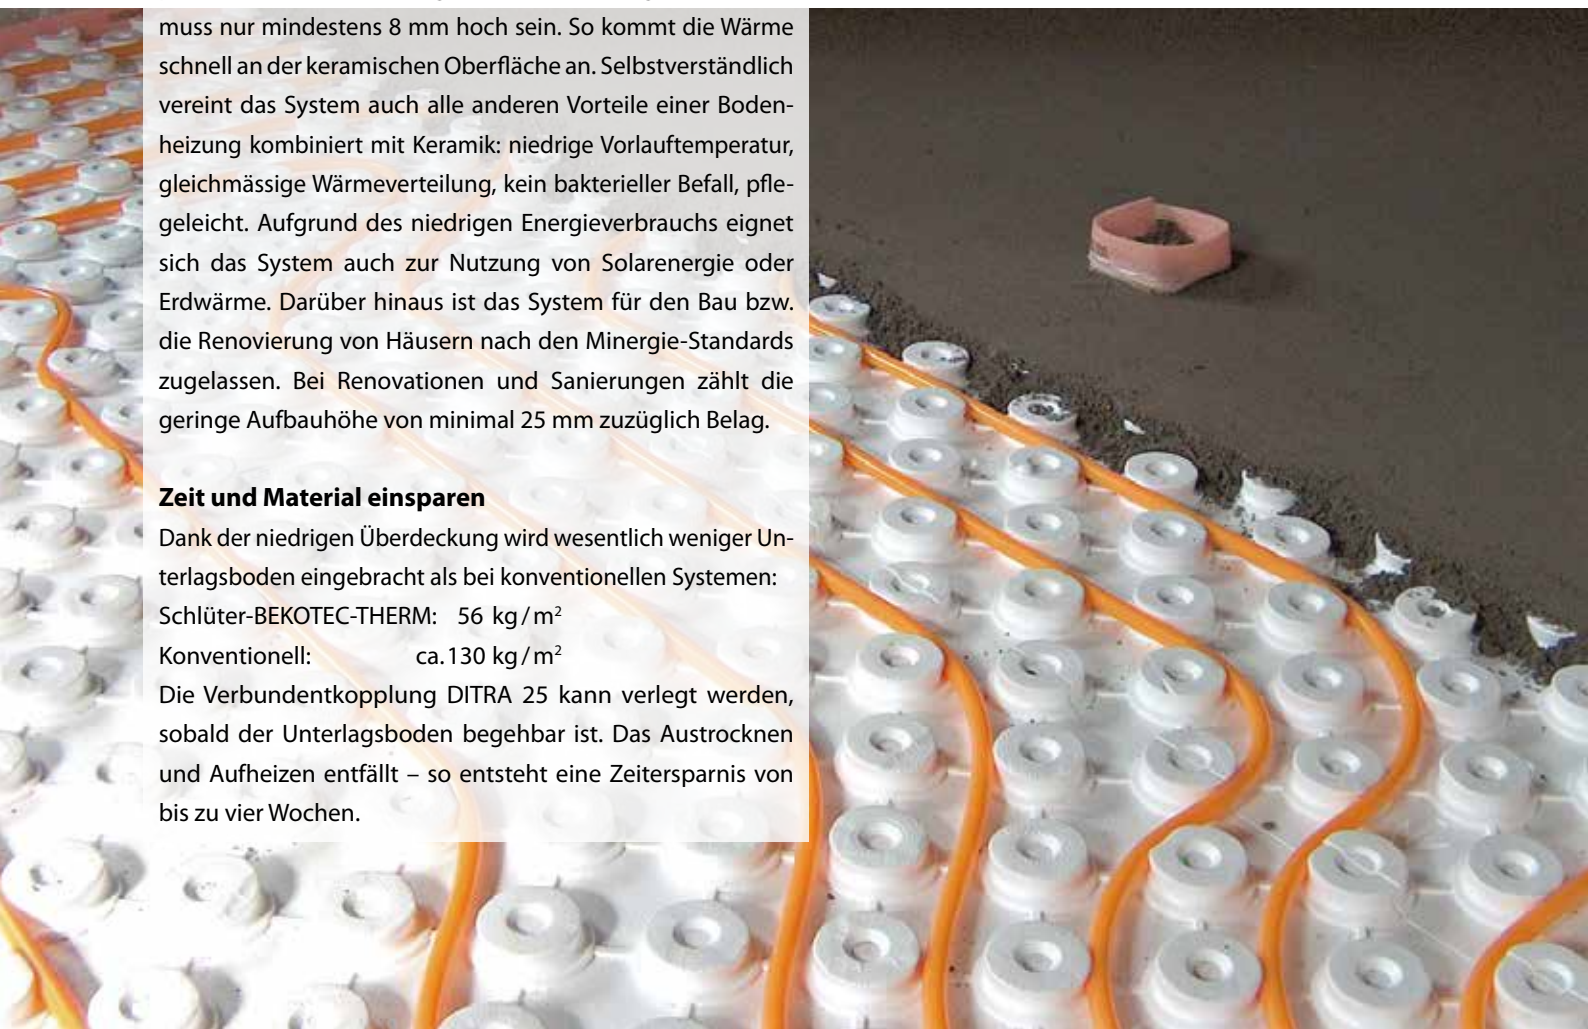 muss nur mindestens 8 mm hoch sein. So kommt die Wärme
schnell an der keramischen Oberfläche an. Selbstverständlich
vereint das System auch alle anderen Vorteile einer Boden-
heizung kombiniert mit Keramik: niedrige Vorlauftemperatur,
gleichmässige Wärmeverteilung, kein bakterieller Befall, pfle-
geleicht. Aufgrund des niedrigen Energieverbrauchs eignet
sich das System auch zur Nutzung von Solarenergie oder
Erdwärme. Darüber hinaus ist das System für den Bau bzw.
die Renovierung von Häusern nach den Minergie-Standards
zugelassen. Bei Renovationen und Sanierungen zählt die
geringe Aufbauhöhe von minimal 25 mm zuzüglich Belag.
Zeit und Material einsparen
Dank der niedrigen Überdeckung wird wesentlich weniger Un-
terlagsboden eingebracht als bei konventionellen Systemen:
Schlüter-BEKOTEC-THERM: 56 kg/m²
Konventionell: ca.130 kg/m²
Die Verbundentkopplung DITRA 25 kann verlegt werden,
sobald der Unterlagsboden begehbar ist. Das Austrocknen
und Aufheizen entfällt – so entsteht eine Zeitersparnis von
bis zu vier Wochen.